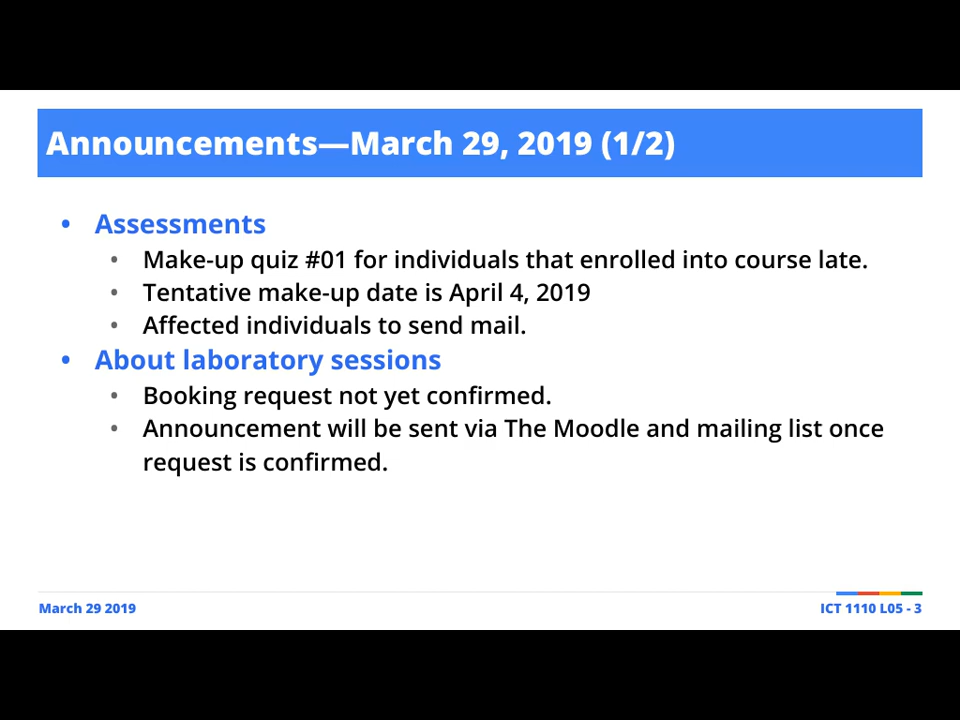 Announcements—March 29, 2019 (1/2)
• Assessments
• Make-up quiz #01 for individuals that enrolled into course late.
• Tentative make-up date is April 4, 2019
• Affected individuals to send mail.
• About laboratory sessions
• Booking request not yet confirmed.
• Announcement will be sent via The Moodle and mailing list once
request is confirmed.
March 29 2019
ICT 1110 L05 - 3